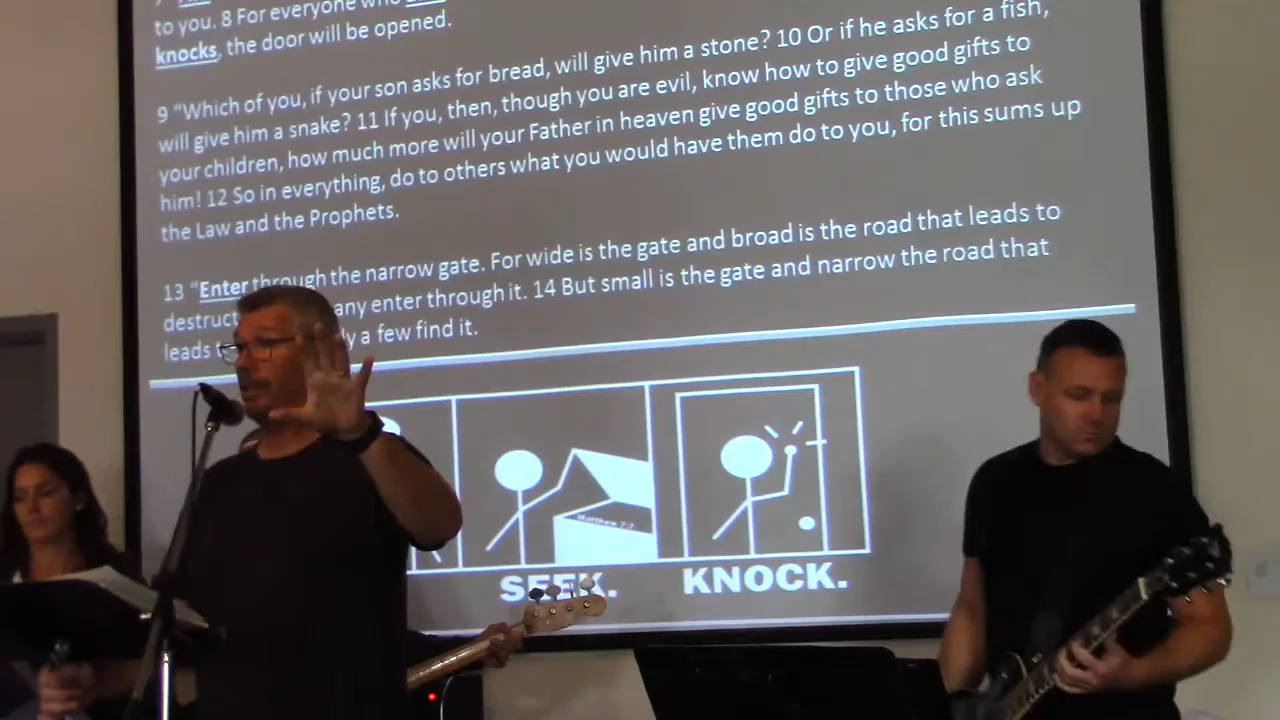 to you. 8 For everyone who
knocks, the door will be opened.
9 “Which of you, if your son asks for bread, will give him a stone? 10 Or if he asks for a fish,
will give him a snake? 11 If you, then, though you are evil, know how to give good gifts to
your children, how much more will your Father in heaven give good gifts to those who ask
him! 12 So in everything, do to others what you would have them do to you, for this sums up
the Law and the Prophets.
13 “Enter through the narrow gate. For wide is the gate and broad is the road that leads to
destruct any enter through it. 14 But small is the gate and narrow the road that
leads a few find it.
Matthew 7:7
SEEK. KNOCK.